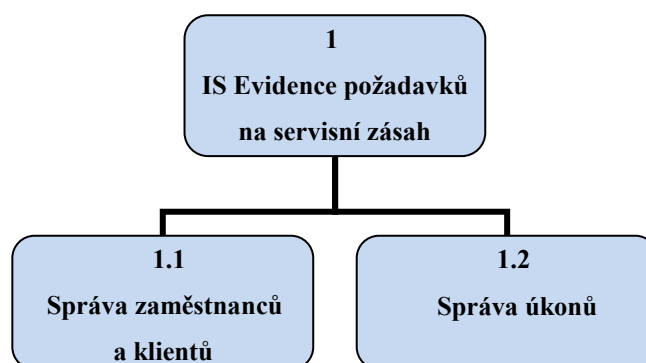 1
IS Evidence požadavků
na servisní zásah
1.1
Správa zaměstnanců
a klientů
1.2
Správa úkonů